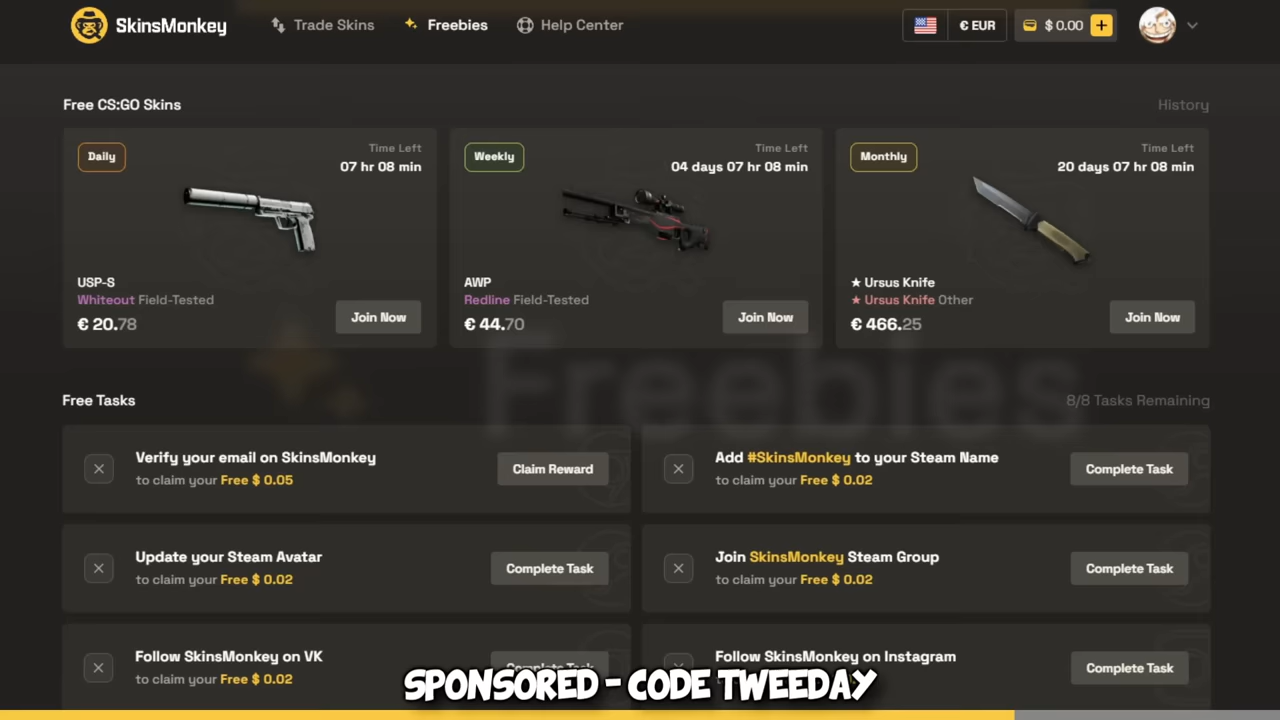 SkinsMonkey
Trade Skins
Freebies
Help Center
€ EUR
$ 0.00 +
Free CS:GO Skins
History
Daily
Time Left
07 hr 08 min
USP-S
Whiteout Field-Tested
€ 20.78
Join Now
Weekly
Time Left
04 days 07 hr 08 min
AWP
Redline Field-Tested
€ 44.70
Join Now
Monthly
Time Left
20 days 07 hr 08 min
★ Ursus Knife
★ Ursus Knife Other
€ 466.25
Join Now
Freebies
Free Tasks
8/8 Tasks Remaining
Verify your email on SkinsMonkey
to claim your Free $ 0.05
Claim Reward
Add #SkinsMonkey to your Steam Name
to claim your Free $ 0.02
Complete Task
Update your Steam Avatar
to claim your Free $ 0.02
Complete Task
Join SkinsMonkey Steam Group
to claim your Free $ 0.02
Complete Task
Follow SkinsMonkey on VK
to claim your Free $ 0.02
Complete Task
Follow SkinsMonkey on Instagram
Complete Task
SPONSORED - CODE TWEEDAY